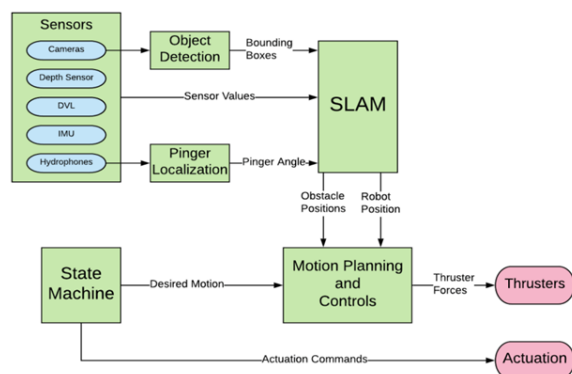 Sensors
Cameras
Depth Sensor
DVL
IMU
Hydrophones
Object
Detection
Bounding
Boxes
Sensor Values
Pinger
Localization
Pinger Angle
SLAM
Obstacle
Positions
Robot
Position
State
Machine
Desired Motion
Motion Planning
and
Controls
Thruster
Forces
Thrusters
Actuation Commands
Actuation